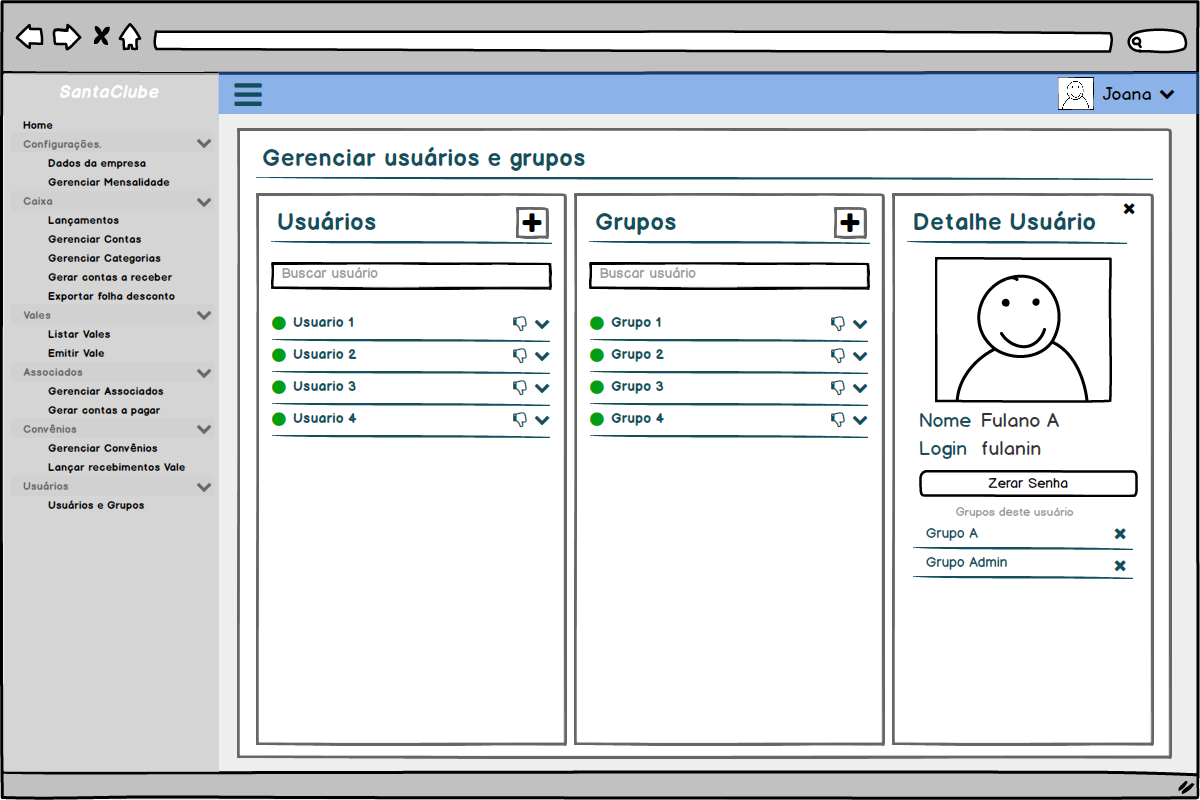 SantaClube
Joana
Home
Configurações.
Dados da empresa
Gerenciar Mensalidade
Caixa
Lançamentos
Gerenciar Contas
Gerenciar Categorias
Gerar contas a receber
Exportar folha desconto
Vales
Listar Vales
Emitir Vale
Associados
Gerenciar Associados
Gerar contas a pagar
Convênios
Gerenciar Convênios
Lançar recebimentos Vale
Usuários
Usuários e Grupos
Gerenciar usuários e grupos
Usuários
Buscar usuário
Usuario 1
Usuario 2
Usuario 3
Usuario 4
Grupos
Buscar usuário
Grupo 1
Grupo 2
Grupo 3
Grupo 4
Detalhe Usuário
Nome Fulano A
Login fulanin
Zerar Senha
Grupos deste usuário
Grupo A
Grupo Admin